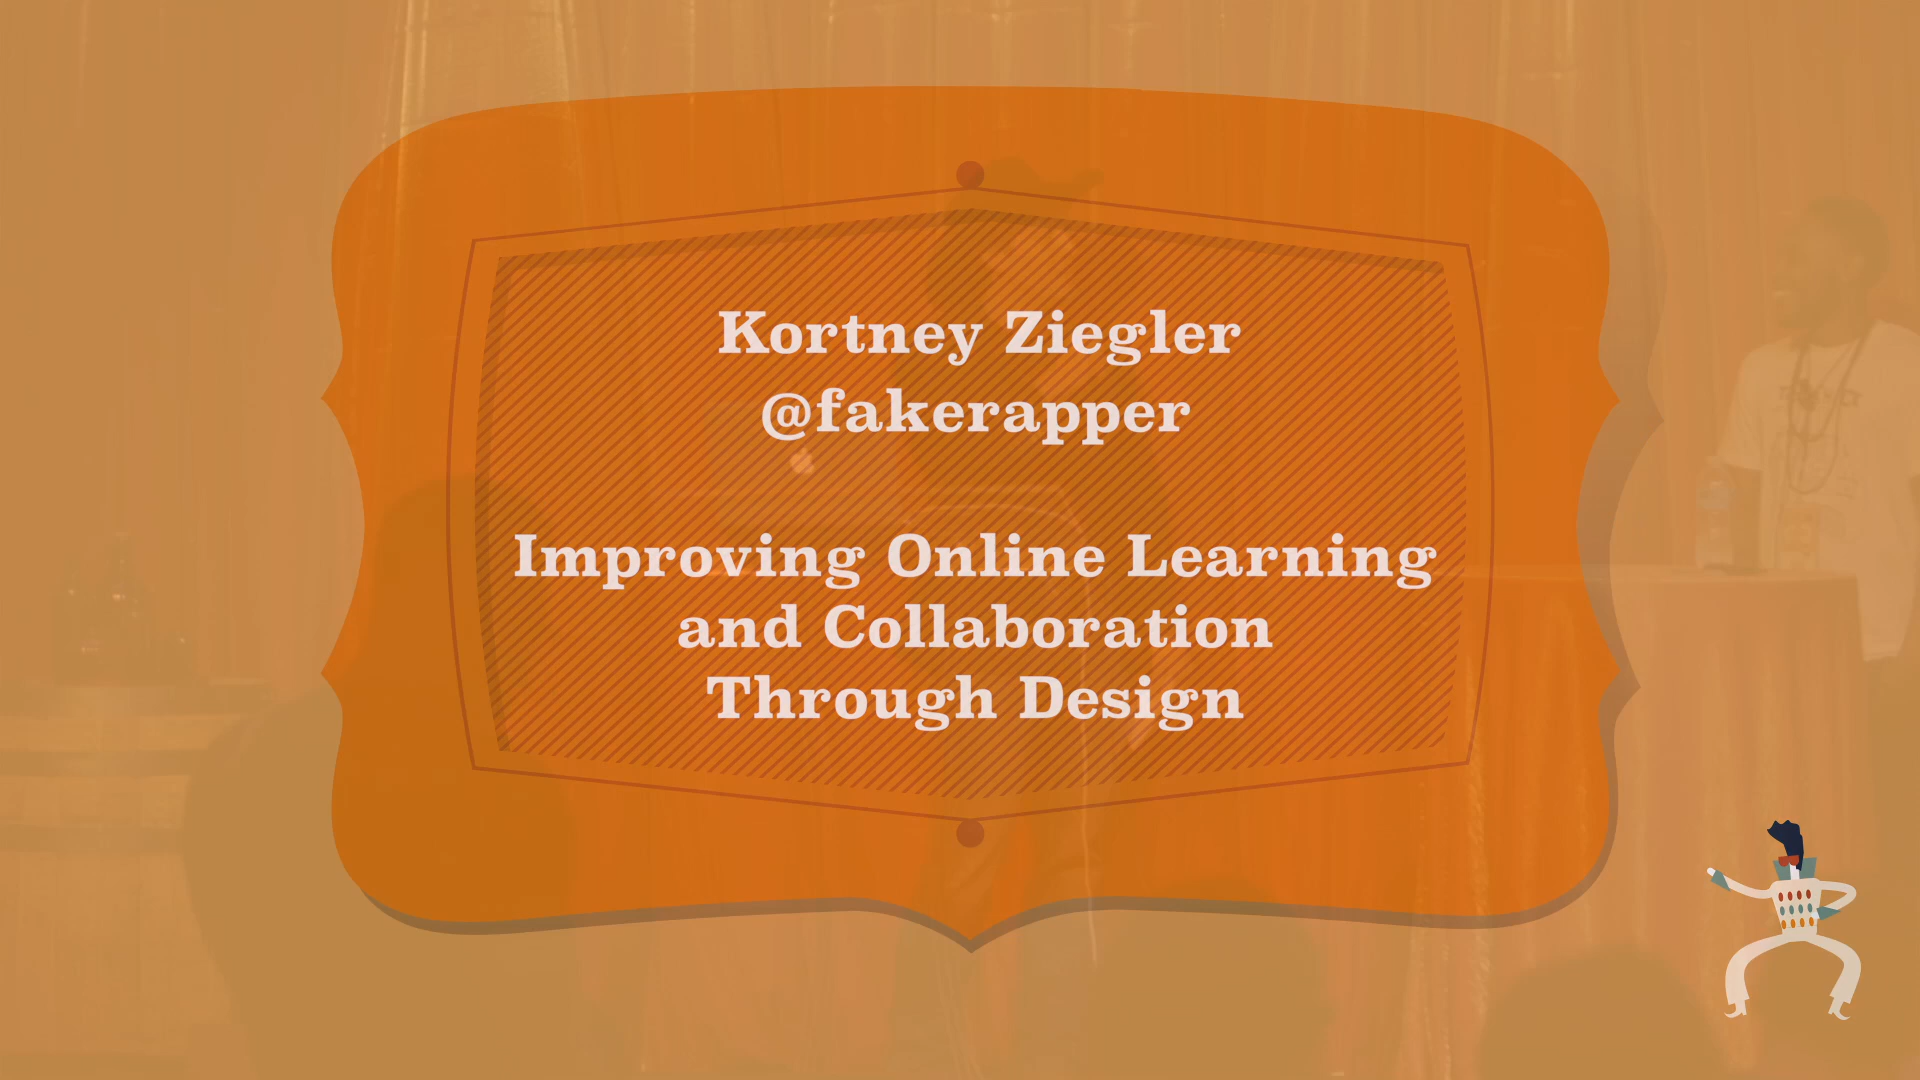 Kortney Ziegler
@fakerapper
Improving Online Learning
and Collaboration
Through Design